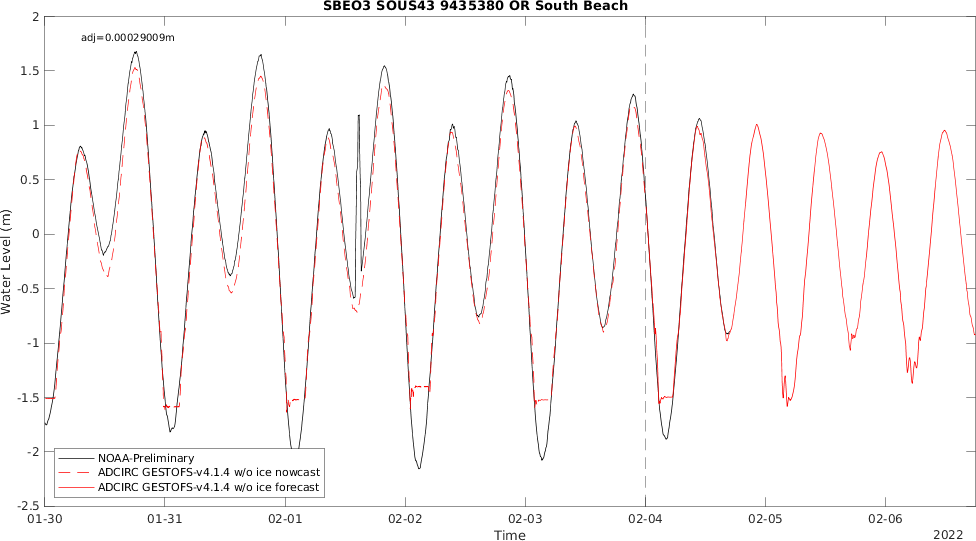 SBEO3 SOUS43 9435380 OR South Beach
adj=0.00029009m
2
1.5
1
0.5
0
-0.5
-1
-1.5
-2
-2.5
Water Level (m)
NOAA-Preliminary
ADCIRC GESTOFS-v4.1.4 w/o ice nowcast
ADCIRC GESTOFS-v4.1.4 w/o ice forecast
01-30 01-31 02-01 02-02 02-03 02-04 02-05 02-06
Time
2022